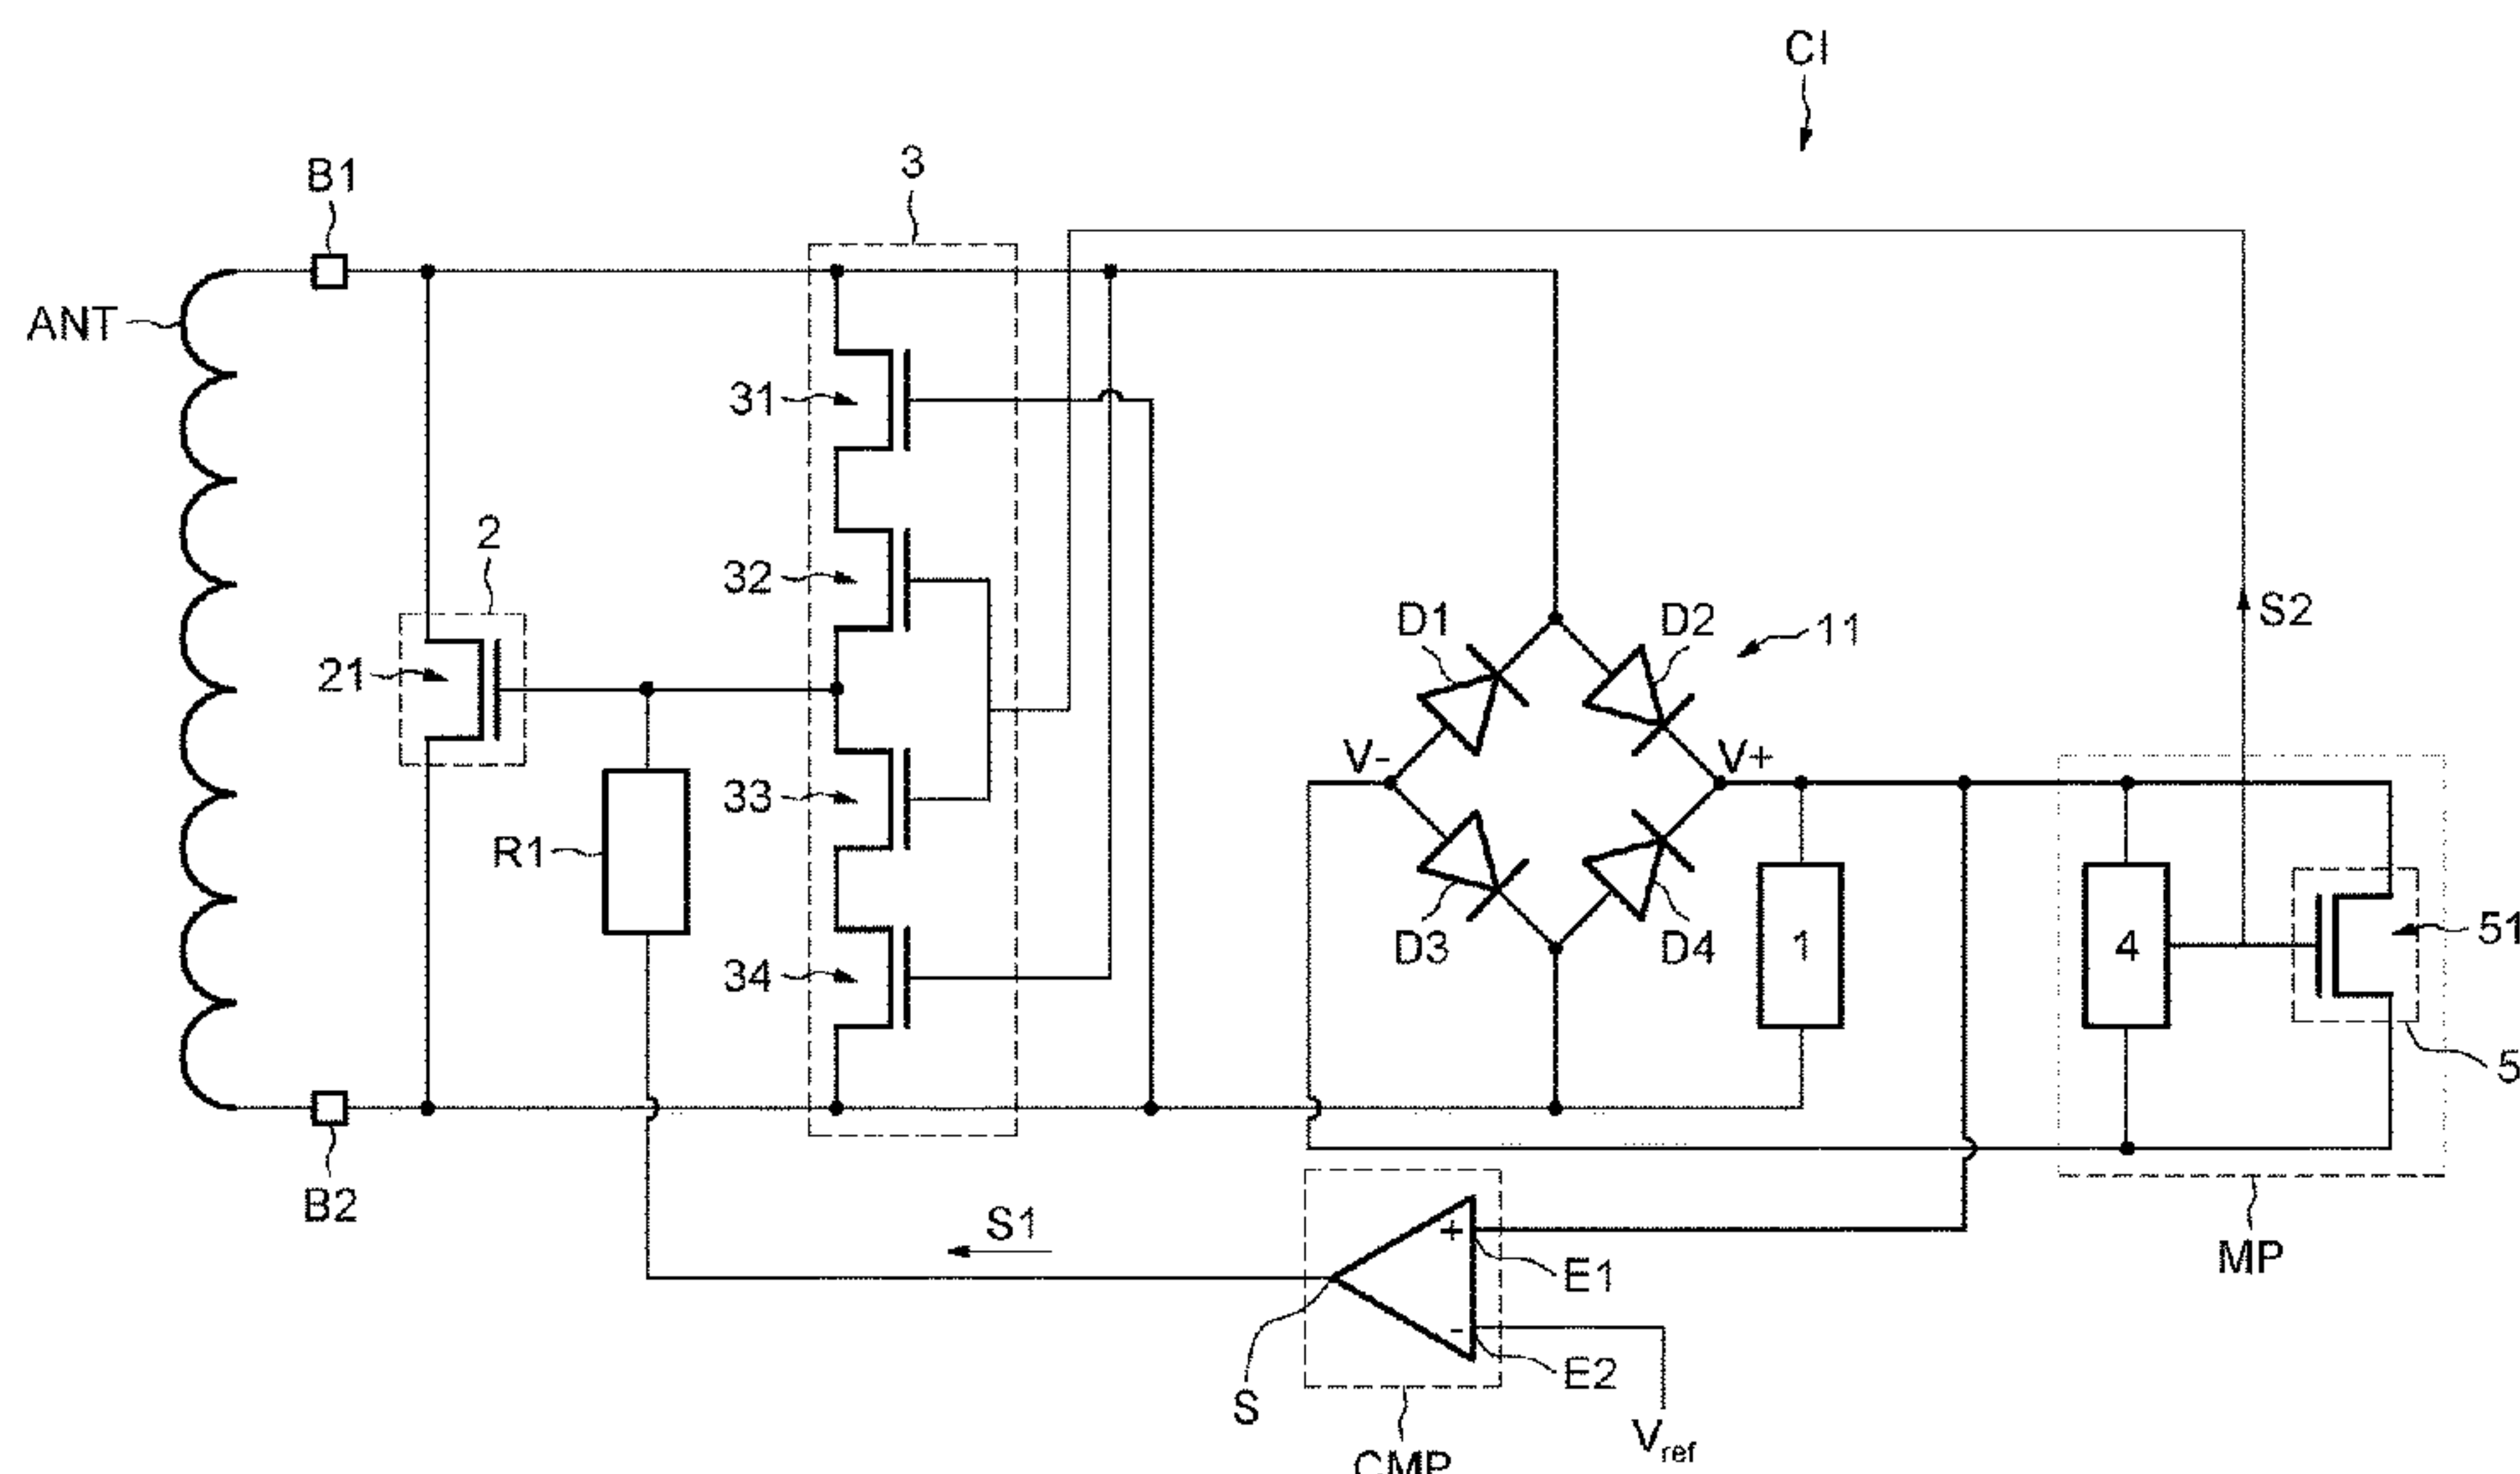 CI
B1
3
ANT
31
2
32
D1
D2
11
S2
21
V-
V+
33
R1
51
D3
D4
1
4
34
5
B2
S1
+
E1
MP
-
E2
S
Vref
CMP